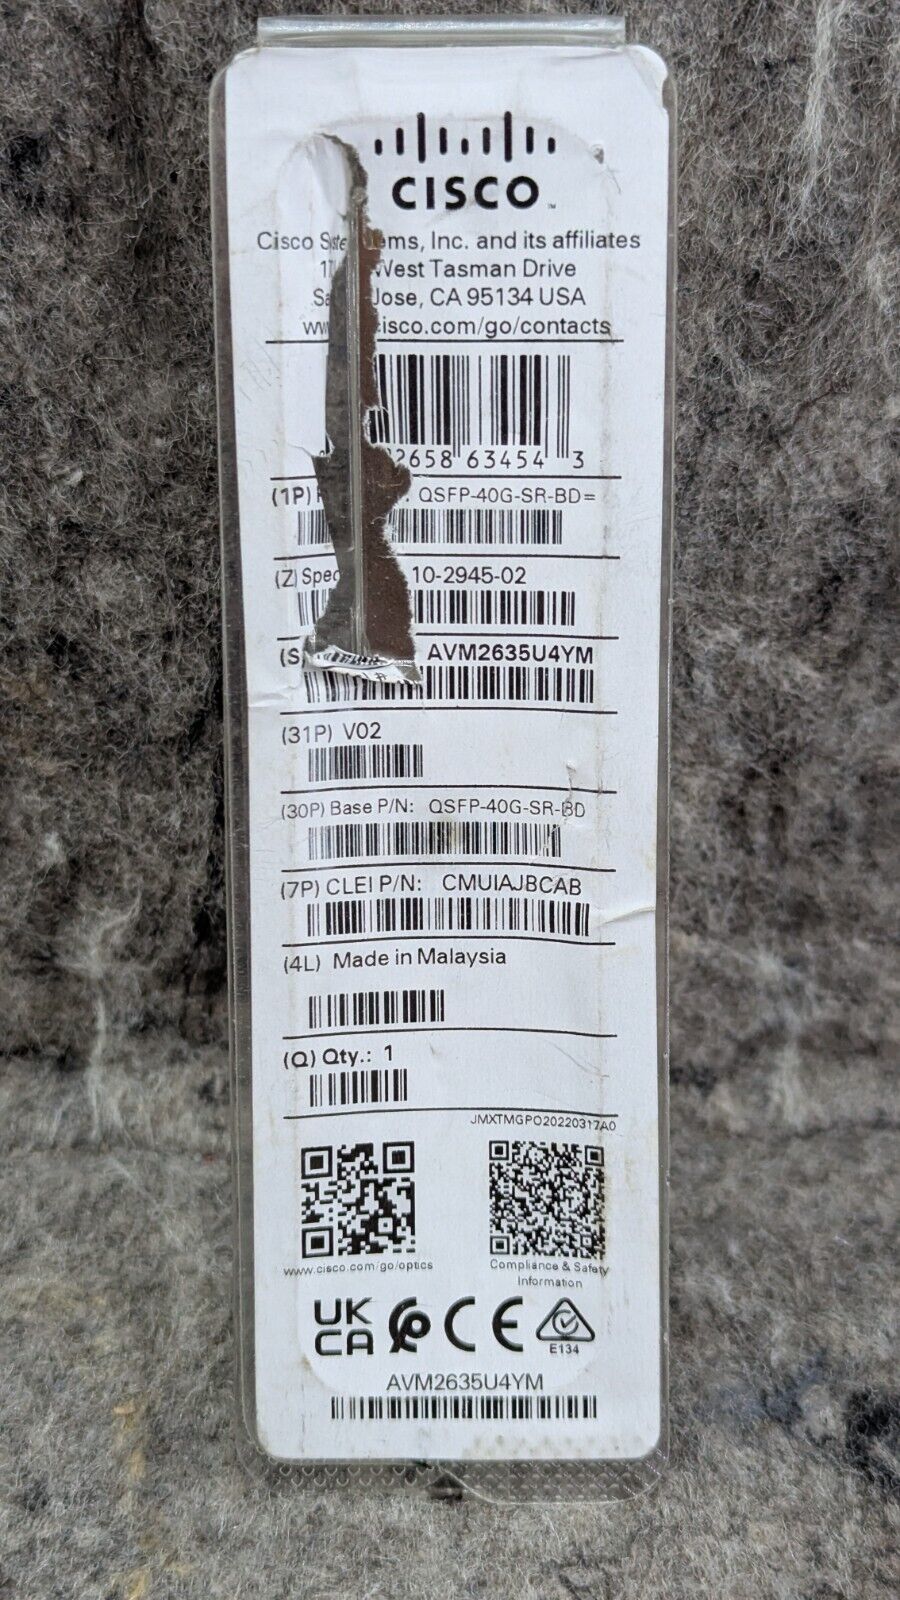 CISCO
Cisco Systems, Inc. and its affiliates
West Tasman Drive
Jose, CA 95134 USA
cisco.com/go/contacts
2658 63454 3
(1P) QSFP-40G-SR-BD=
(Z) Spec 10-2945-02
(S) AVM2635U4YM
(31P) V02
(30P) Base P/N: QSFP-40G-SR-BD
(7P) CLEI P/N: CMUIAJBCAB
(4L) Made in Malaysia
(Q) Qty.: 1
JMXTMGPO20220317A0
www.cisco.com/go/optics
Compliance & Safety
Information
UK
CA CE
E134
AVM2635U4YM